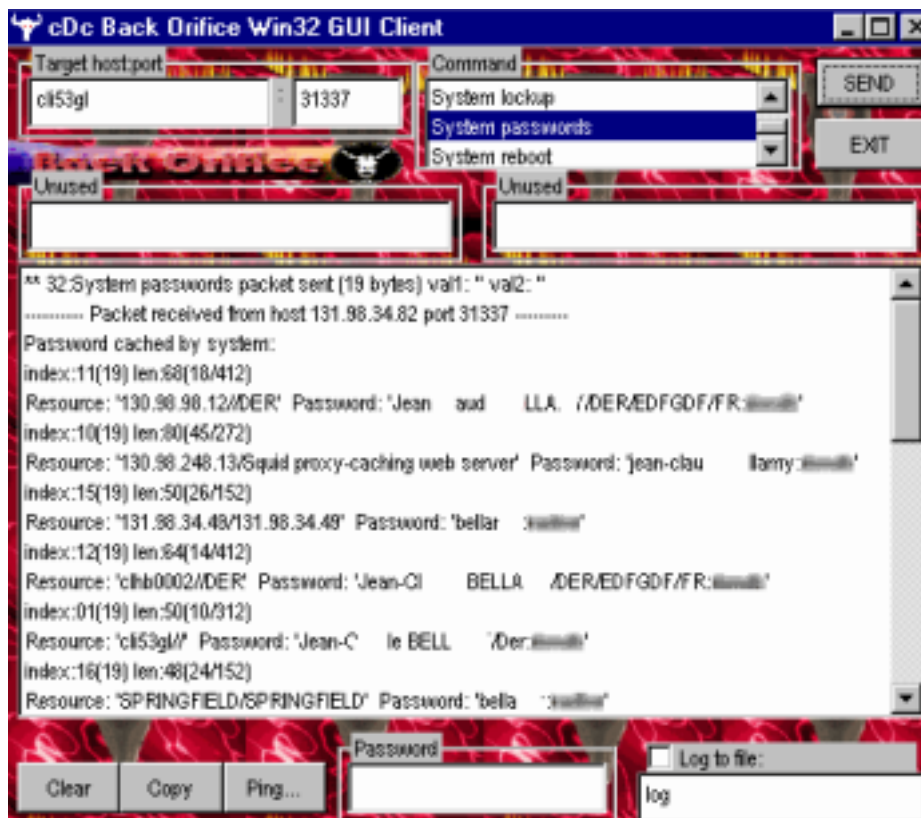 cDc Back Orifice Win32 GUI Client
Target host:port
cli53gl : 31337
Command
System lockup
System passwords
System reboot
SEND
EXIT
Back Orifice
Unused
Unused
** 32:System passwords packet sent (19 bytes) val1: '' val2: ''
---------- Packet received from host 131.98.34.82 port 31337 ----------
Password cached by system:
index:11(19) len:68(18/412)
Resource: '130.98.98.12//DER' Password: 'Jean aud LLA. /DER/EDFGDF/FR:
index:10(19) len:80(45/272)
Resource: '130.98.248.13/Squid proxy-caching web server' Password: 'jean-clau llamy:
index:15(19) len:50(26/152)
Resource: '131.98.34.49/131.98.34.49' Password: 'bellar :
index:12(19) len:64(14/412)
Resource: 'clhb0002//DER' Password: 'Jean-Cl BELLA /DER/EDFGDF/FR:
index:01(19) len:50(10/312)
Resource: 'cli53gl//' Password: 'Jean-C le BELL /Der:
index:16(19) len:48(24/152)
Resource: 'SPRINGFIELD/SPRINGFIELD' Password: 'bella :
Clear
Copy
Ping...
Password
Log to file:
log